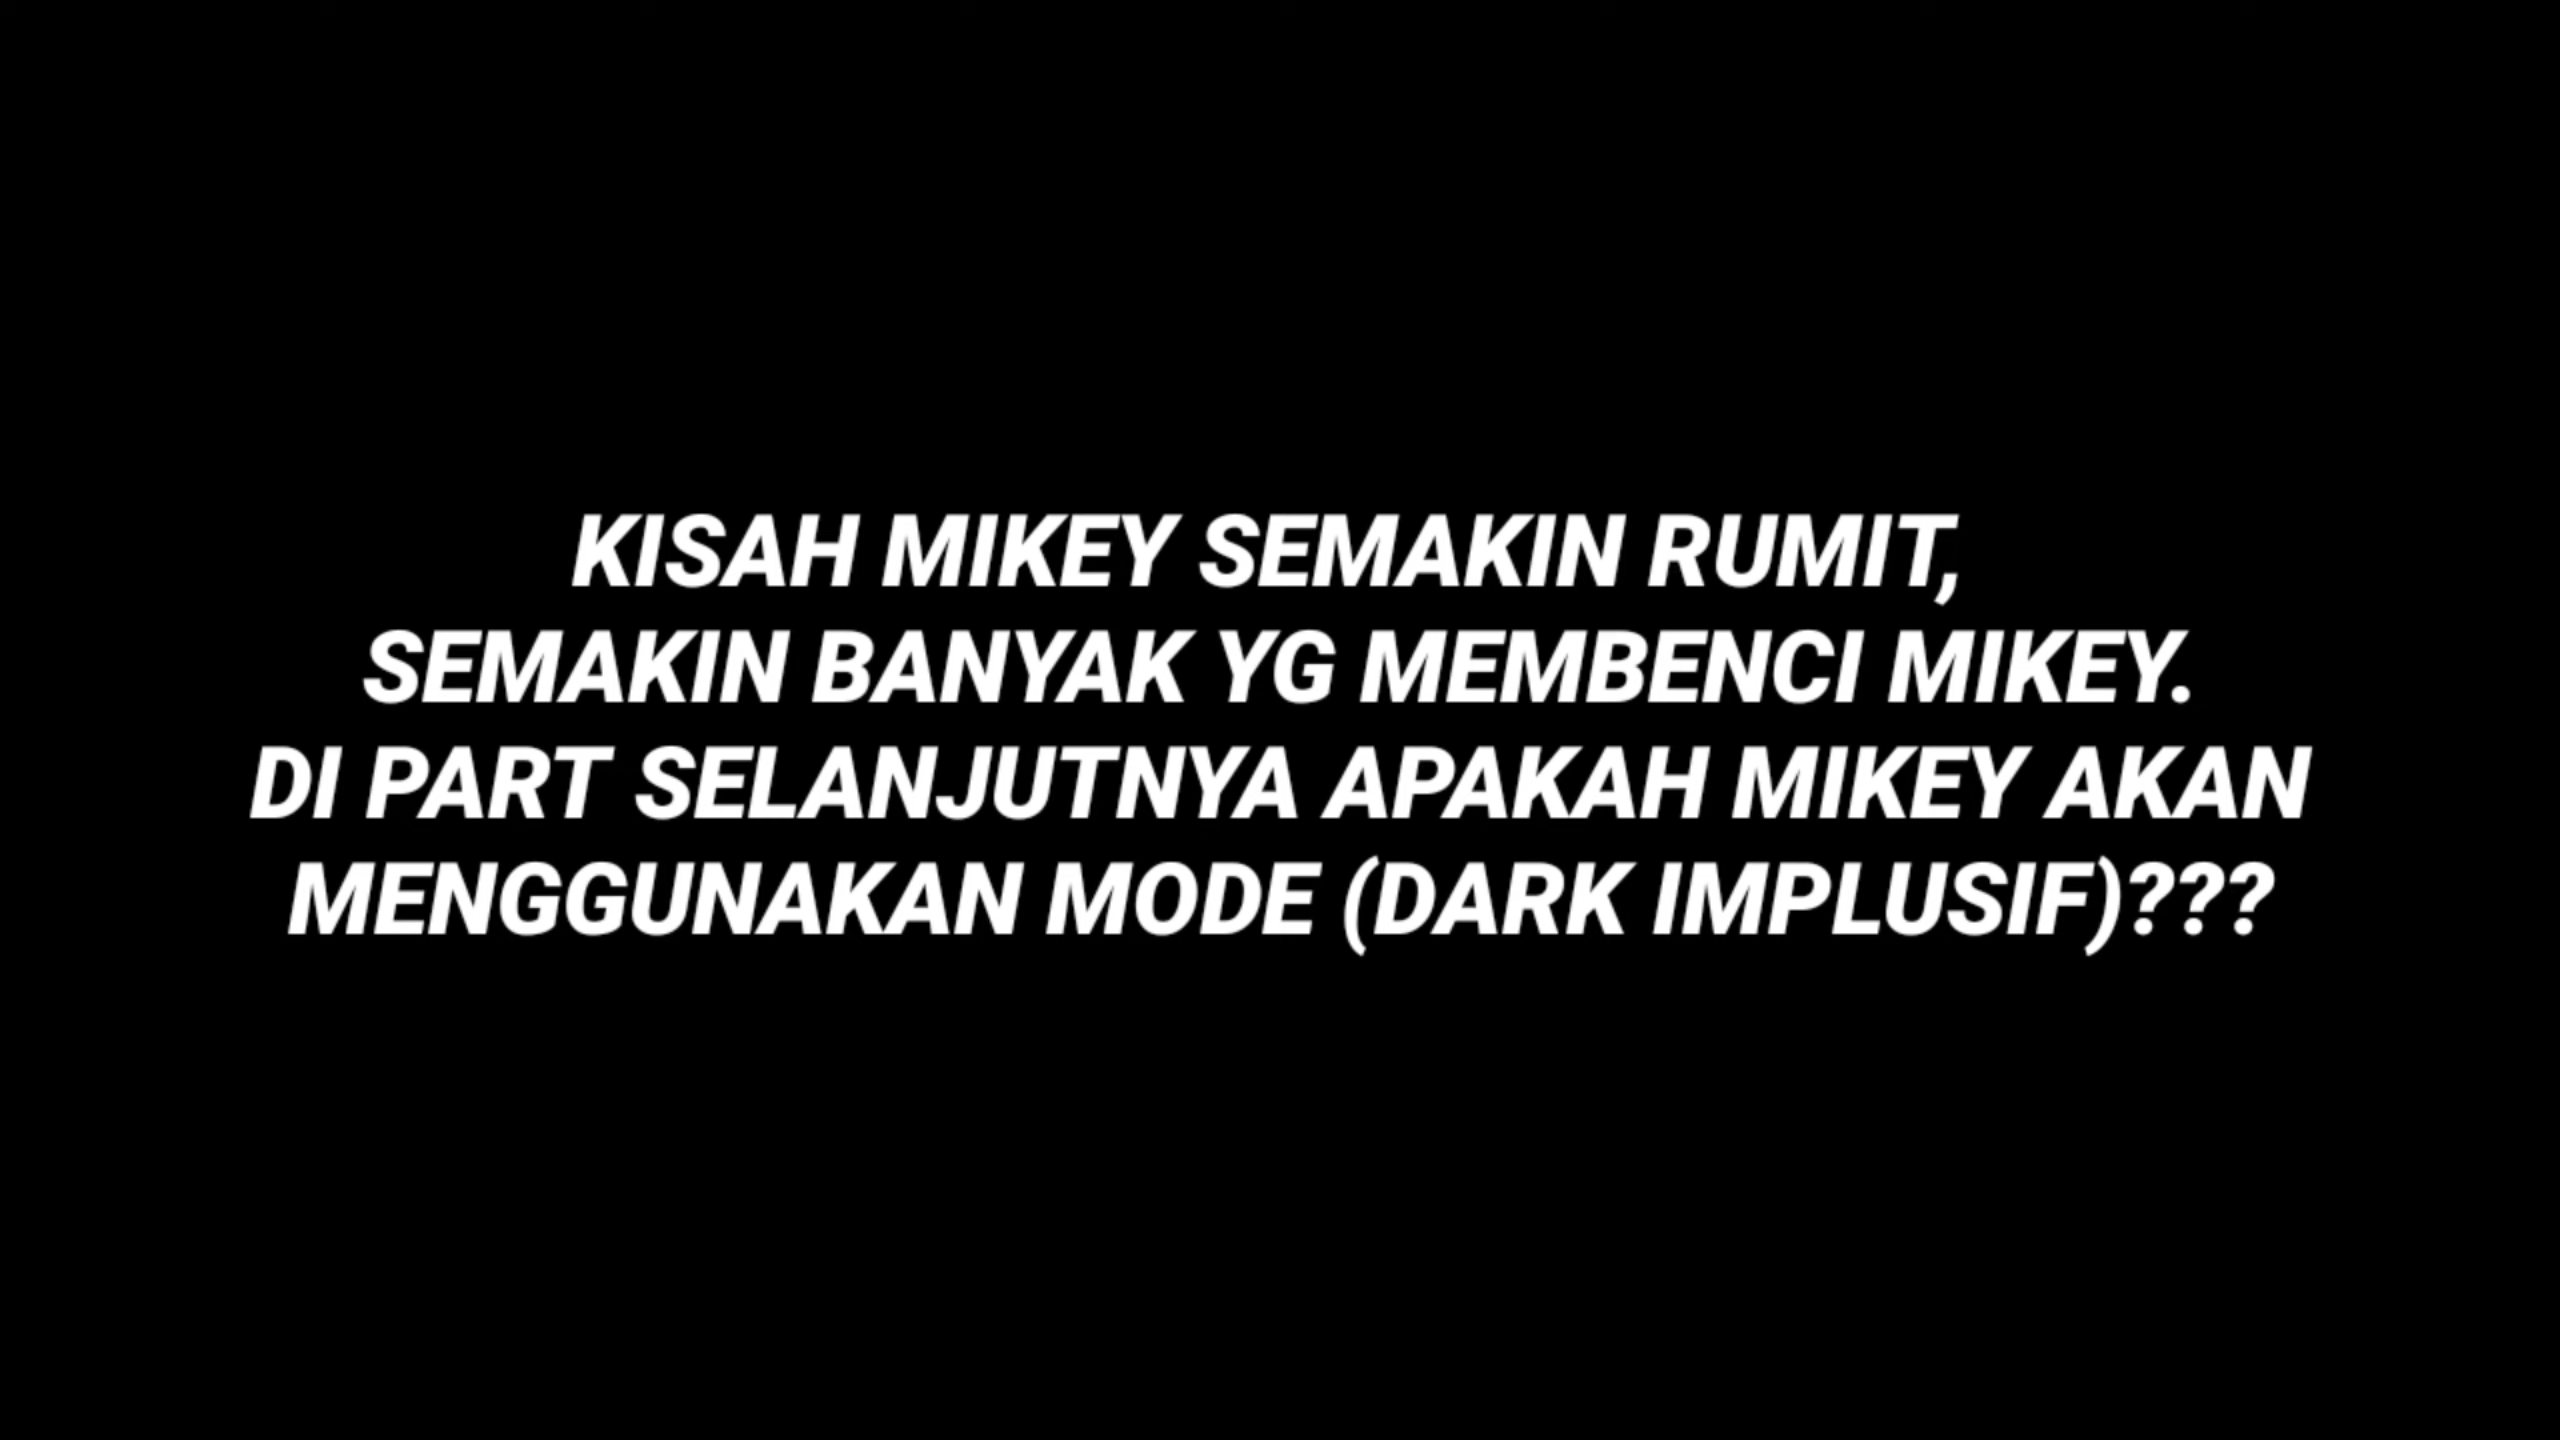 KISAH MIKEY SEMAKIN RUMIT,
SEMAKIN BANYAK YG MEMBENCI MIKEY.
DI PART SELANJUTNYA APAKAH MIKEY AKAN
MENGGUNAKAN MODE (DARK IMPLUSIF)???